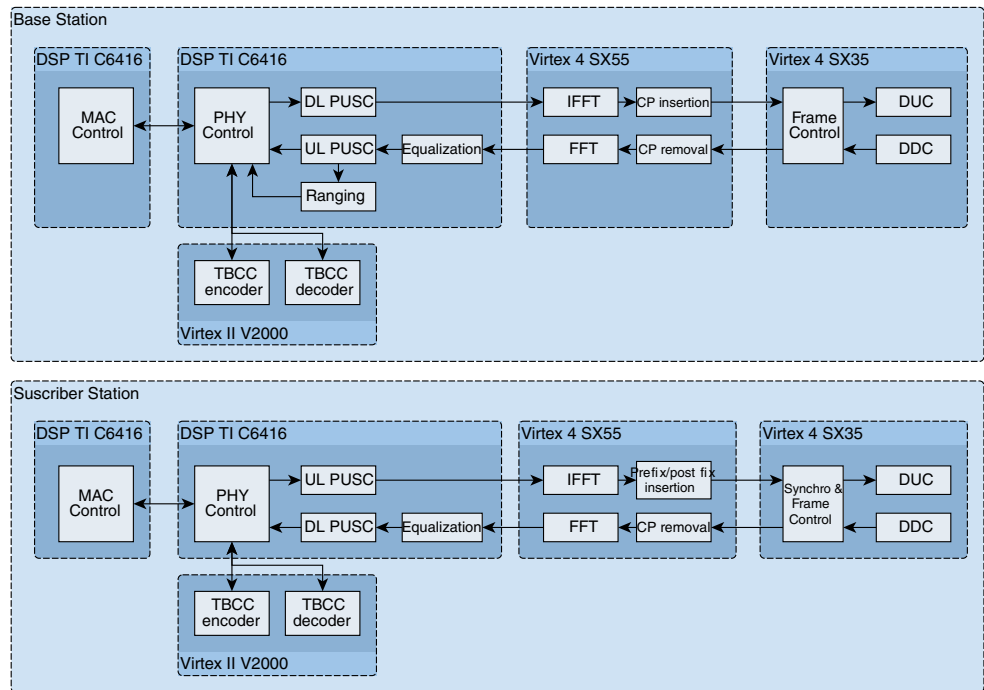 Base Station
DSP TI C6416
DSP TI C6416
Virtex 4 SX55
Virtex 4 SX35
MAC
Control
PHY
Control
DL PUSC
IFFT
CP insertion
Frame
Control
DUC
UL PUSC
Equalization
FFT
CP removal
DDC
Ranging
TBCC
encoder
TBCC
decoder
Virtex II V2000
Suscriber Station
DSP TI C6416
DSP TI C6416
Virtex 4 SX55
Virtex 4 SX35
MAC
Control
PHY
Control
UL PUSC
IFFT
Prefix/post fix
insertion
Synchro &
Frame
Control
DUC
DL PUSC
Equalization
FFT
CP removal
DDC
TBCC
encoder
TBCC
decoder
Virtex II V2000